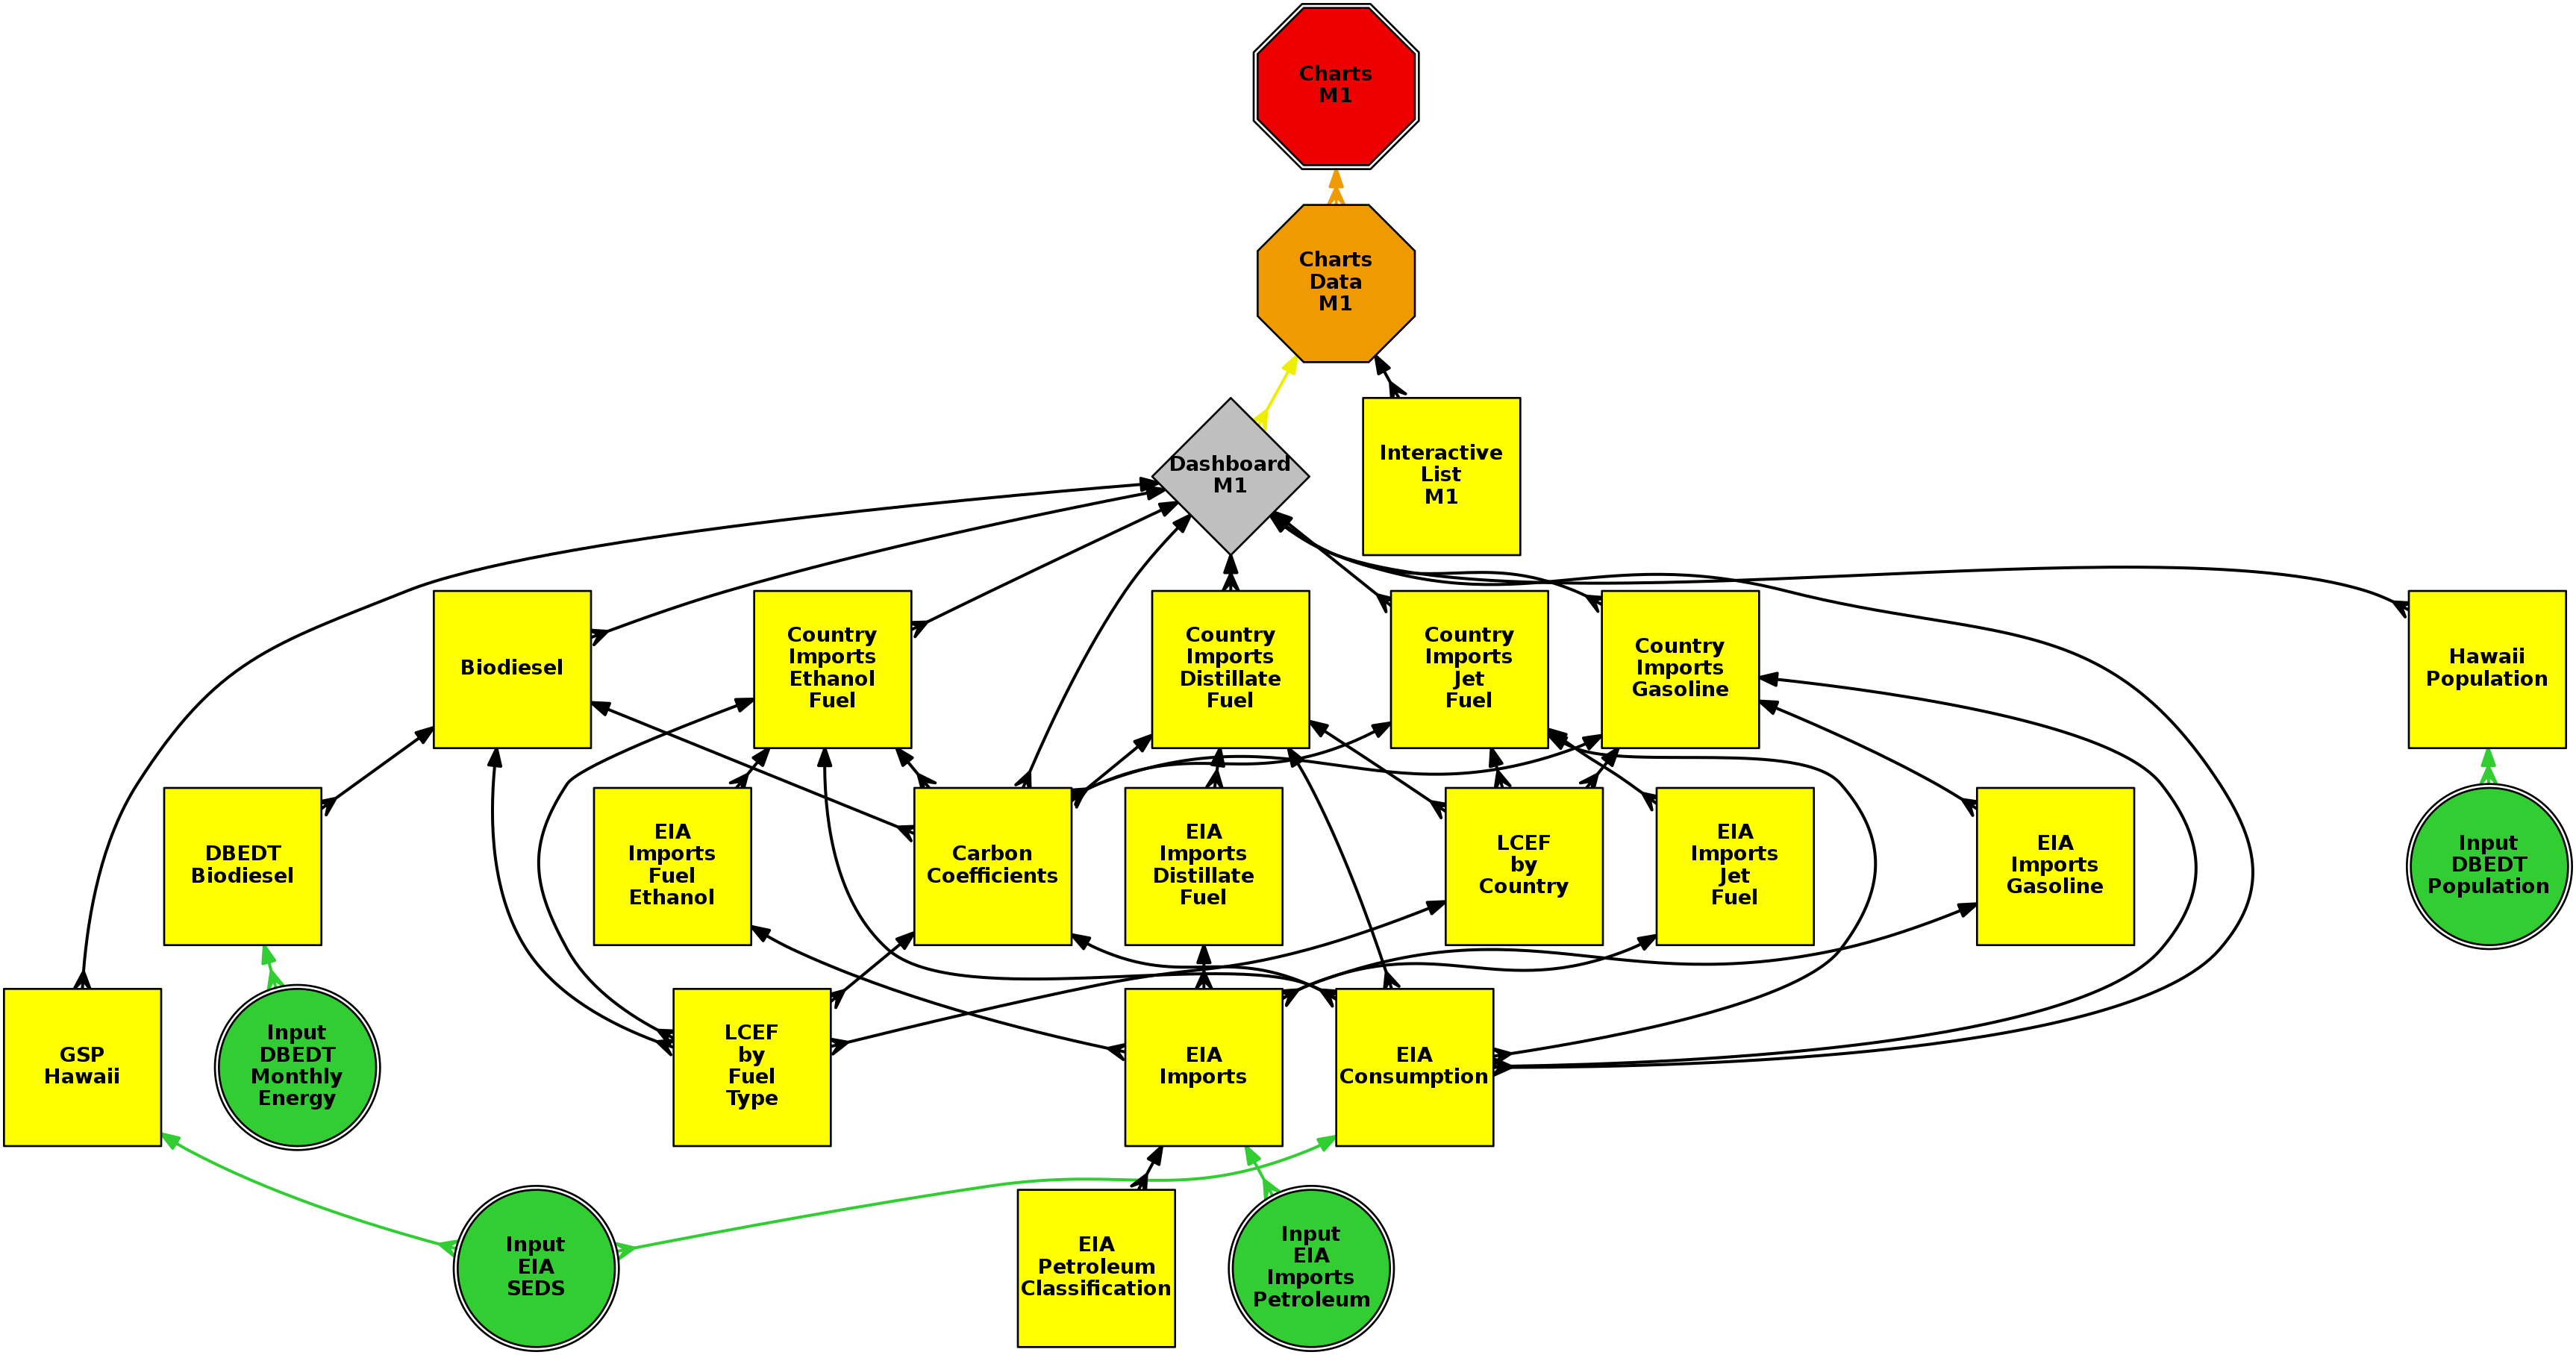 Charts
M1
Charts
Data
M1
Dashboard
M1
Interactive
List
M1
Biodiesel
Country
Imports
Ethanol
Fuel
Country
Imports
Distillate
Fuel
Country
Imports
Jet
Fuel
Country
Imports
Gasoline
Hawaii
Population
DBEDT
Biodiesel
EIA
Imports
Fuel
Ethanol
Carbon
Coefficients
EIA
Imports
Distillate
Fuel
LCEF
by
Country
EIA
Imports
Jet
Fuel
EIA
Imports
Gasoline
Input
DBEDT
Population
GSP
Hawaii
Input
DBEDT
Monthly
Energy
LCEF
by
Fuel
Type
EIA
Imports
EIA
Consumption
Input
EIA
SEDS
EIA
Petroleum
Classification
Input
EIA
Imports
Petroleum